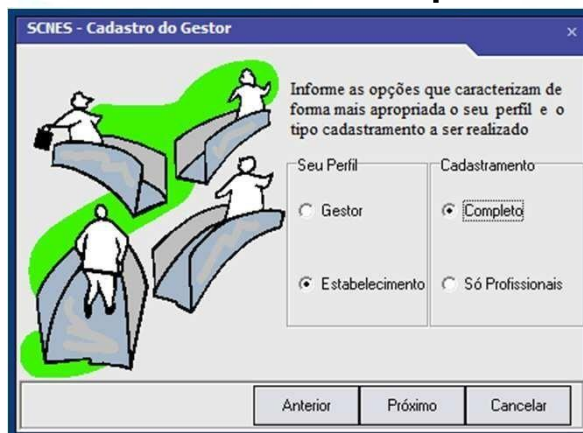 SCNES - Cadastro do Gestor
Informe as opções que caracterizam de
forma mais apropriada o seu perfil e o
tipo cadastramento a ser realizado
Seu Perfil
Cadastramento
Gestor
Completo
Estabelecimento
Só Profissionais
Anterior
Próximo
Cancelar